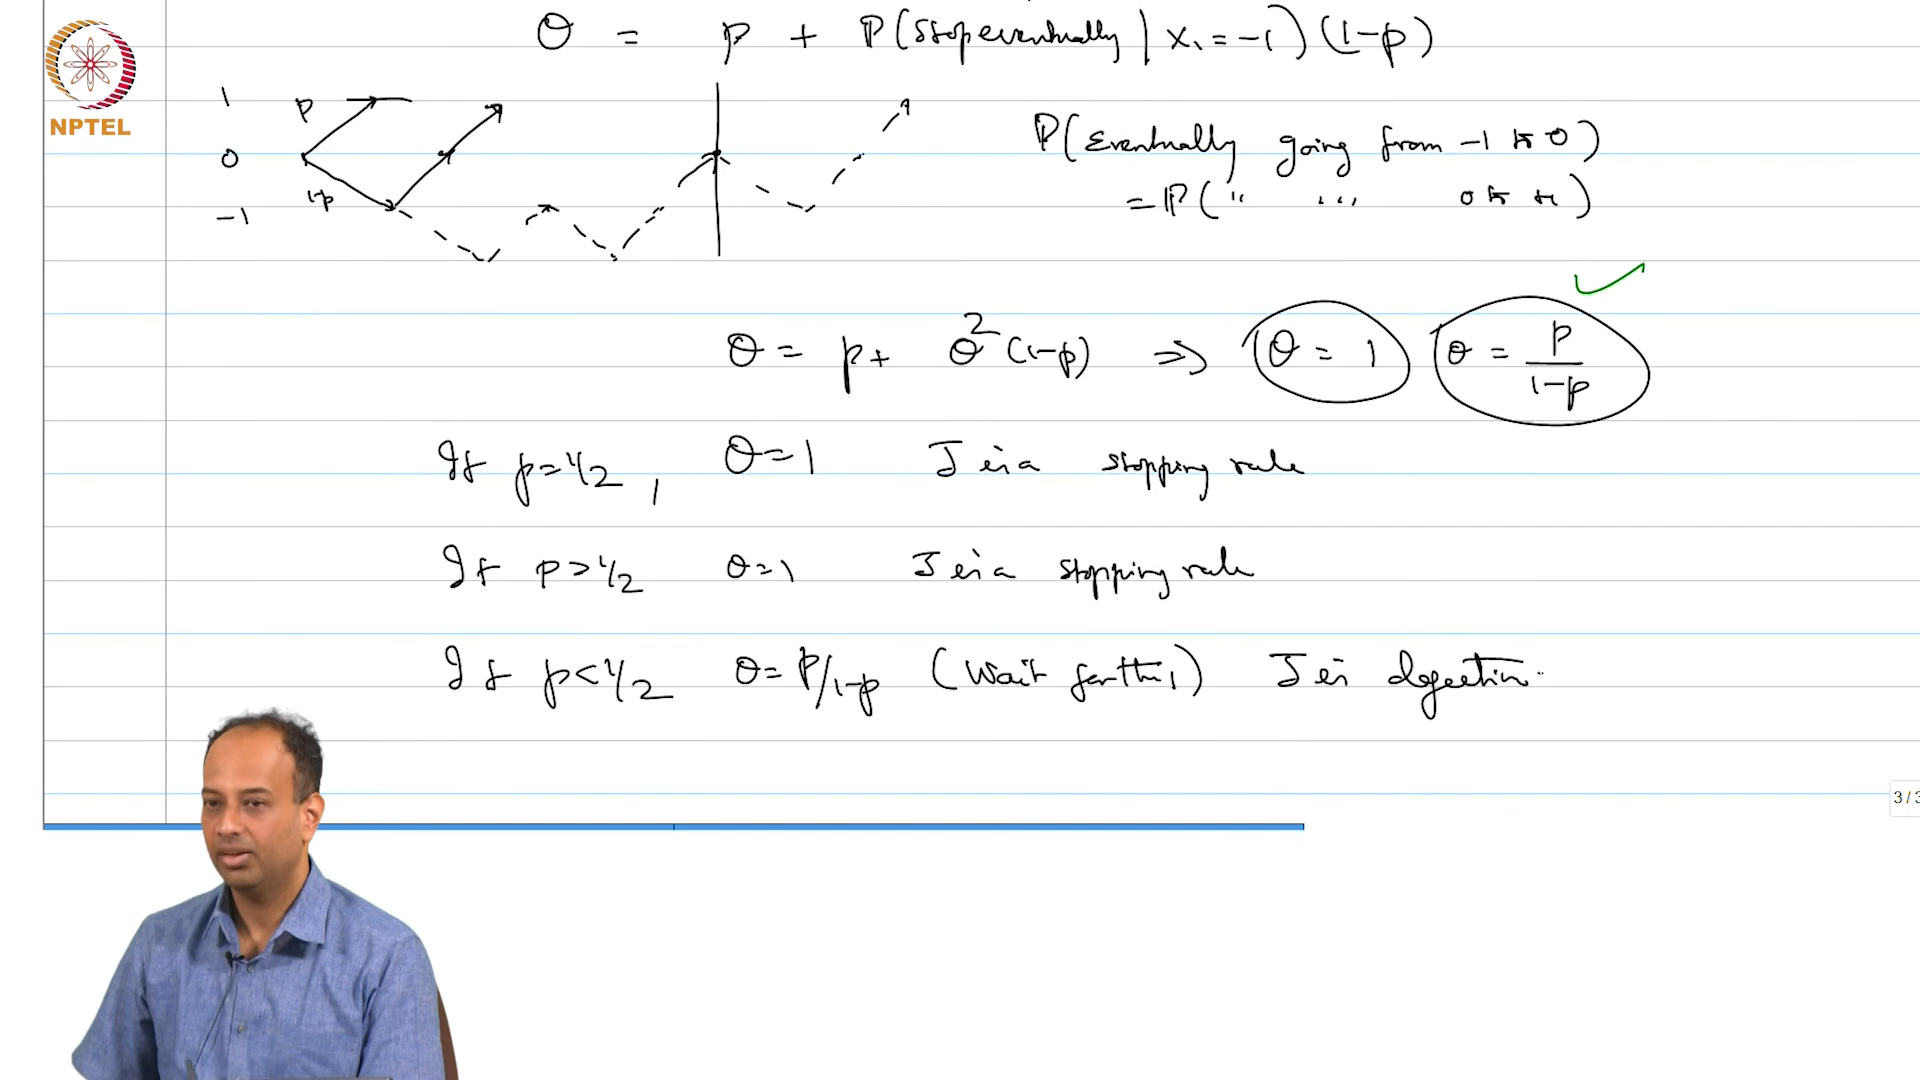 θ = p + P(Stop eventually | X₁ = -1) (1-p)
NPTEL
1 p
0
-1 1-p
P(Eventually going from -1 to 0)
= P( " ... 0 to +1 )
θ = p + θ² (1-p) ⇒ θ = 1 θ = p/1-p
If p = 1/2, θ = 1 J is a stopping rule
If p > 1/2 θ = 1 J is a stopping rule
If p < 1/2 θ = p/1-p (Wait for this) J is defective.
3 / 3